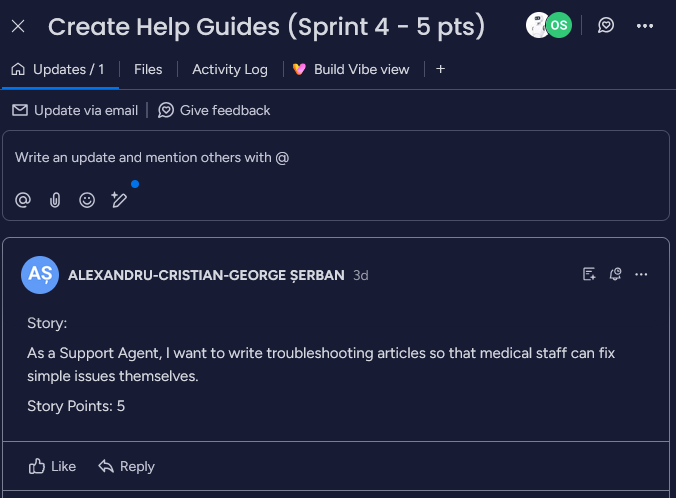 Create Help Guides (Sprint 4 - 5 pts)
OS
Updates / 1
Files
Activity Log
Build Vibe view
+
Update via email
Give feedback
Write an update and mention others with @
AȘ
ALEXANDRU-CRISTIAN-GEORGE ȘERBAN 3d
Story:
As a Support Agent, I want to write troubleshooting articles so that medical staff can fix
simple issues themselves.
Story Points: 5
Like
Reply